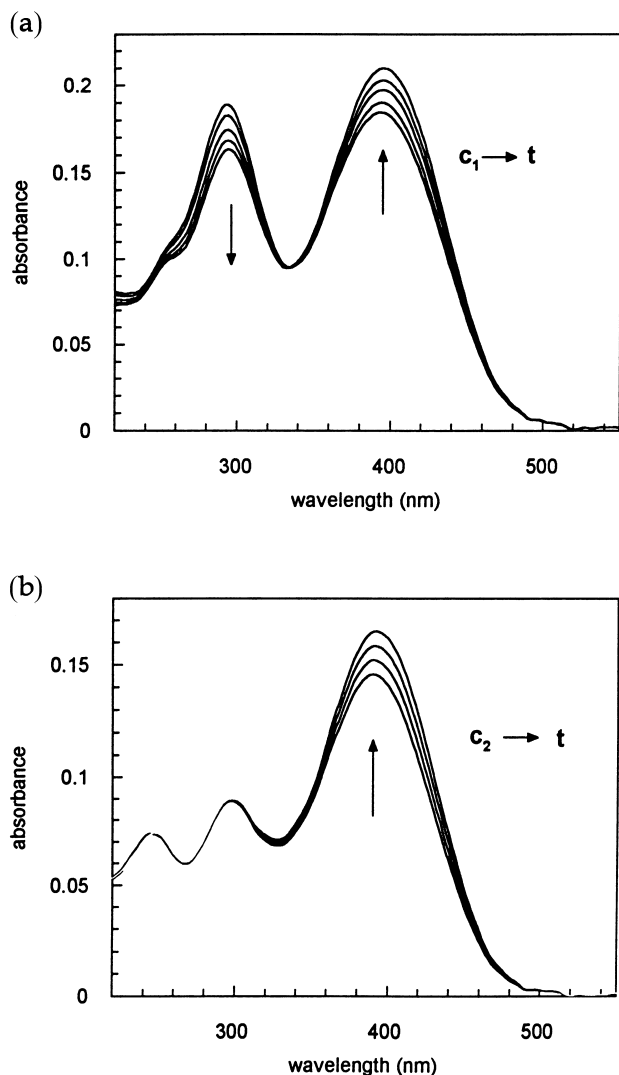 (a)
absorbance
0.2
0.15
0.1
0.05
0
c₁ → t
300
400
500
wavelength (nm)
(b)
absorbance
0.15
0.1
0.05
0
c₂ → t
300
400
500
wavelength (nm)